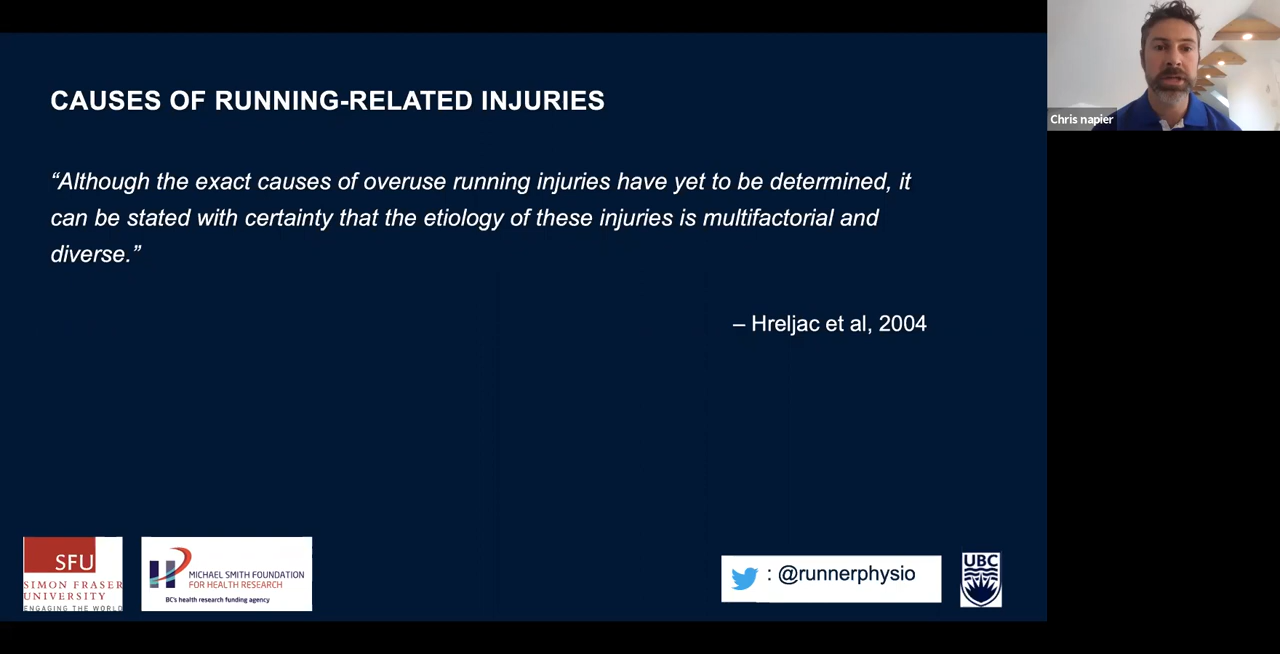 CAUSES OF RUNNING-RELATED INJURIES
“Although the exact causes of overuse running injuries have yet to be determined, it
can be stated with certainty that the etiology of these injuries is multifactorial and
diverse.”
– Hreljac et al, 2004
Chris napier
SFU
SIMON FRASER
UNIVERSITY
ENGAGING THE WORLD
MICHAEL SMITH FOUNDATION
FOR HEALTH RESEARCH
BC's health research funding agency
: @runnerphysio
UBC